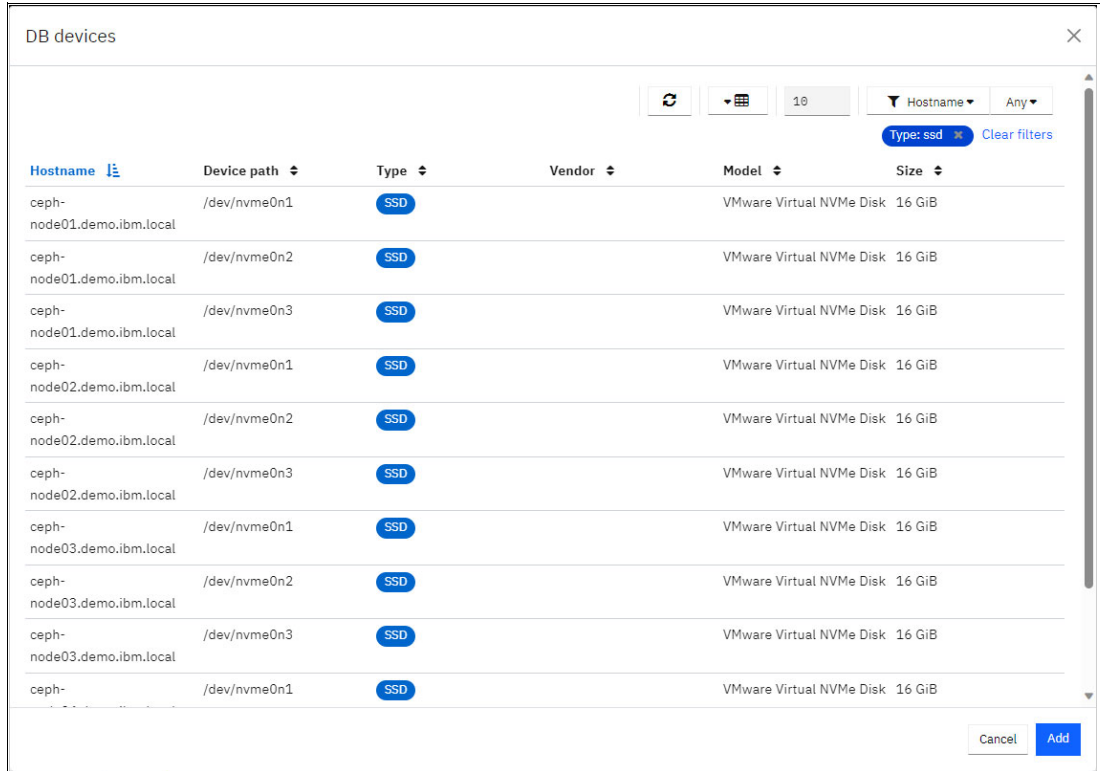 DB devices
10 Hostname Any
Type: ssd Clear filters
Hostname Device path Type Vendor Model Size
ceph- /dev/nvme0n1 SSD VMware Virtual NVMe Disk 16 GiB
node01.demo.ibm.local
ceph- /dev/nvme0n2 SSD VMware Virtual NVMe Disk 16 GiB
node01.demo.ibm.local
ceph- /dev/nvme0n3 SSD VMware Virtual NVMe Disk 16 GiB
node01.demo.ibm.local
ceph- /dev/nvme0n1 SSD VMware Virtual NVMe Disk 16 GiB
node02.demo.ibm.local
ceph- /dev/nvme0n2 SSD VMware Virtual NVMe Disk 16 GiB
node02.demo.ibm.local
ceph- /dev/nvme0n3 SSD VMware Virtual NVMe Disk 16 GiB
node02.demo.ibm.local
ceph- /dev/nvme0n1 SSD VMware Virtual NVMe Disk 16 GiB
node03.demo.ibm.local
ceph- /dev/nvme0n2 SSD VMware Virtual NVMe Disk 16 GiB
node03.demo.ibm.local
ceph- /dev/nvme0n3 SSD VMware Virtual NVMe Disk 16 GiB
node03.demo.ibm.local
ceph- /dev/nvme0n1 SSD VMware Virtual NVMe Disk 16 GiB
Cancel Add